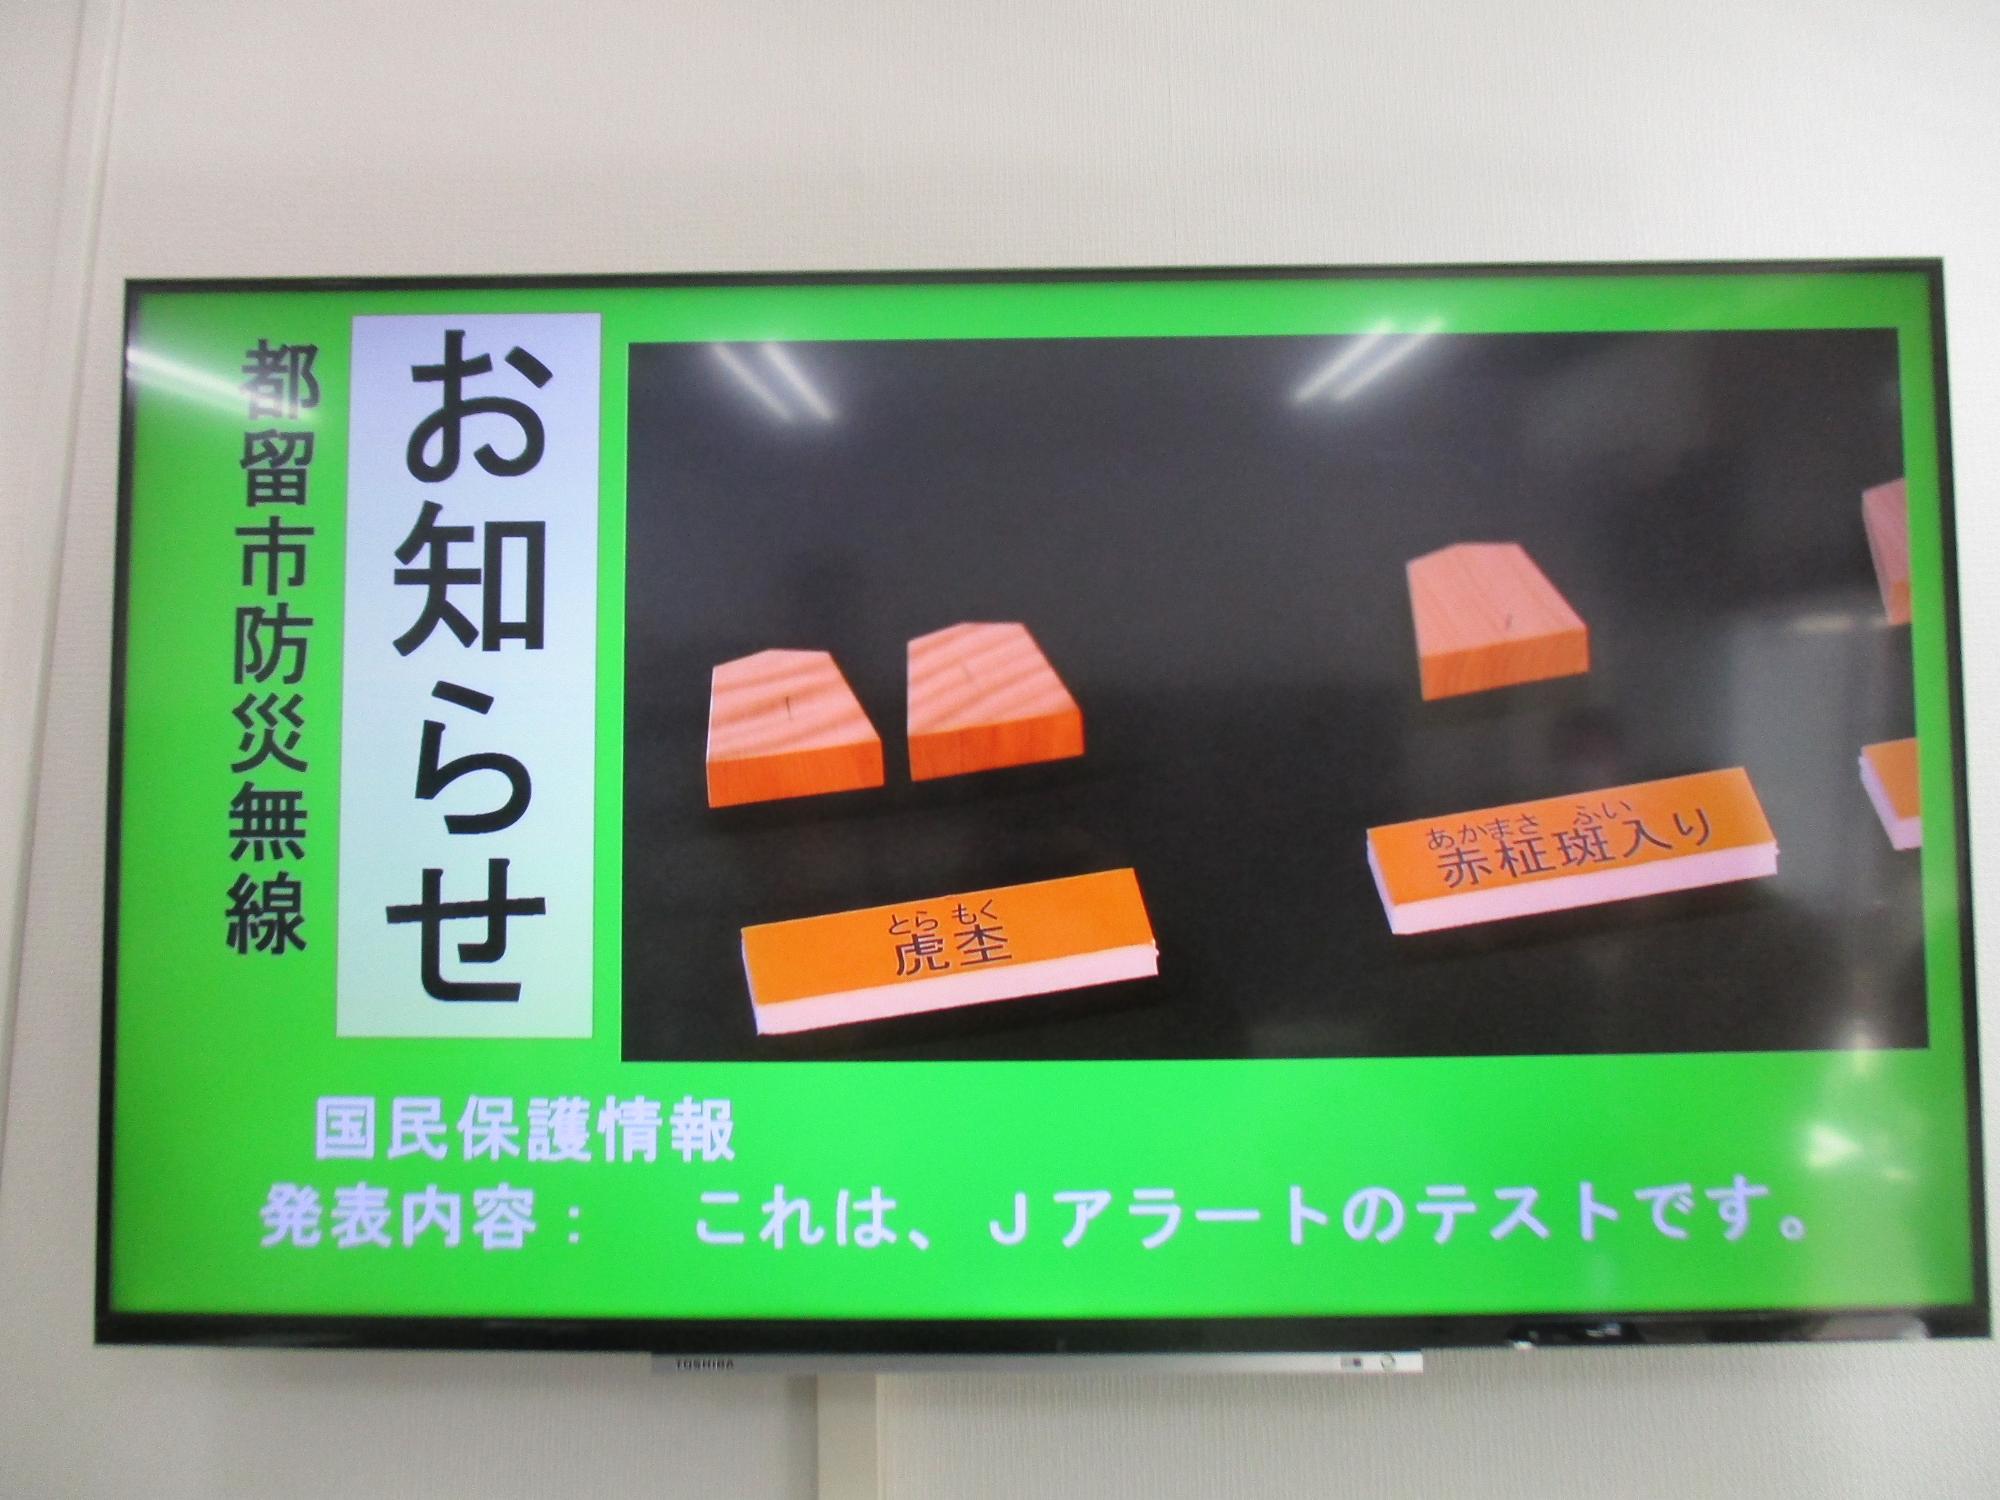 都留市防災無線
お知らせ
とらもく
虎杢
あかまさ ふい
赤柾斑入り
国民保護情報
発表内容： これは、Jアラートのテストです。
TOSHIBA